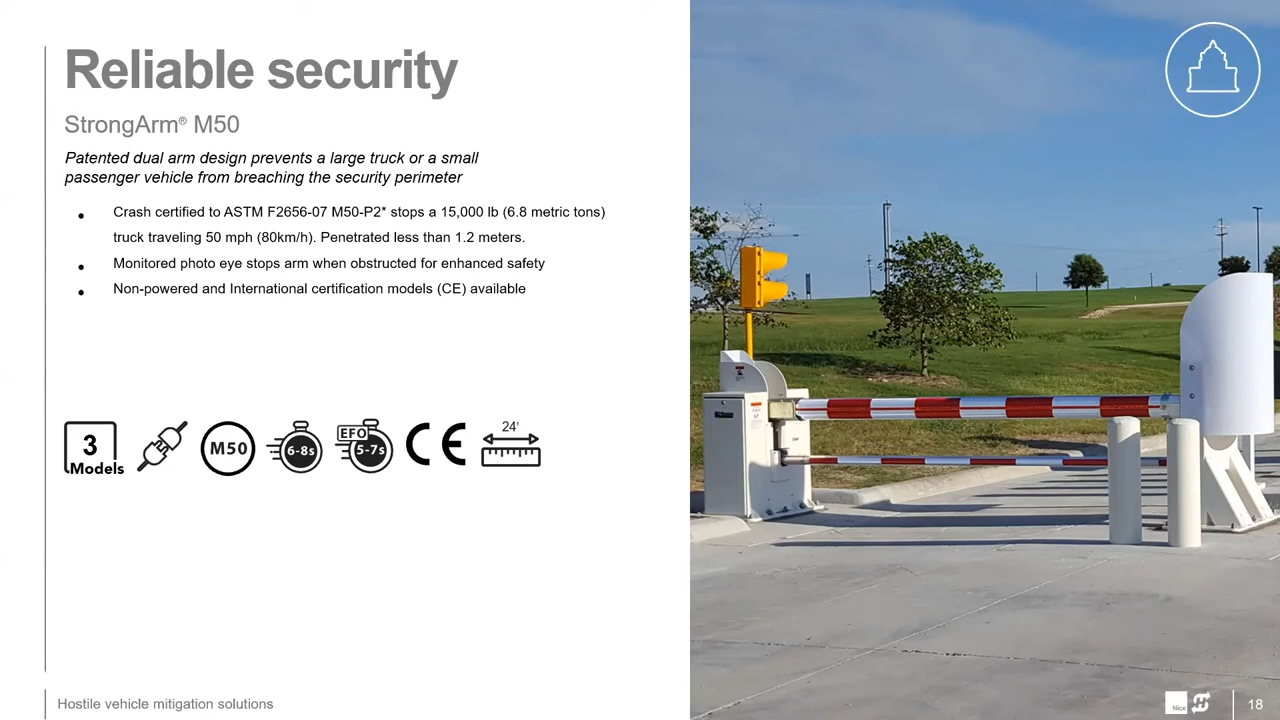 Reliable security
StrongArm® M50
Patented dual arm design prevents a large truck or a small
passenger vehicle from breaching the security perimeter
• Crash certified to ASTM F2656-07 M50-P2* stops a 15,000 lb (6.8 metric tons)
truck traveling 50 mph (80km/h). Penetrated less than 1.2 meters.
• Monitored photo eye stops arm when obstructed for enhanced safety
• Non-powered and International certification models (CE) available
3
Models
M50
6-8s
EFO
5-7s
CE
24'
Hostile vehicle mitigation solutions
Nice
18